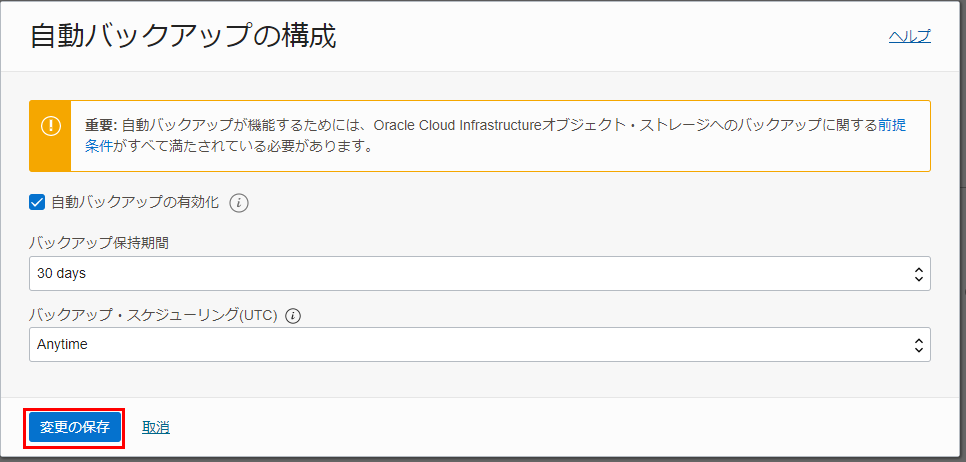 自動バックアップの構成
ヘルプ
重要: 自動バックアップが機能するためには、Oracle Cloud Infrastructureオブジェクト・ストレージへのバックアップに関する前提
条件がすべて満たされている必要があります。
自動バックアップの有効化
バックアップ保持期間
30 days
バックアップ・スケジューリング(UTC)
Anytime
変更の保存
取消